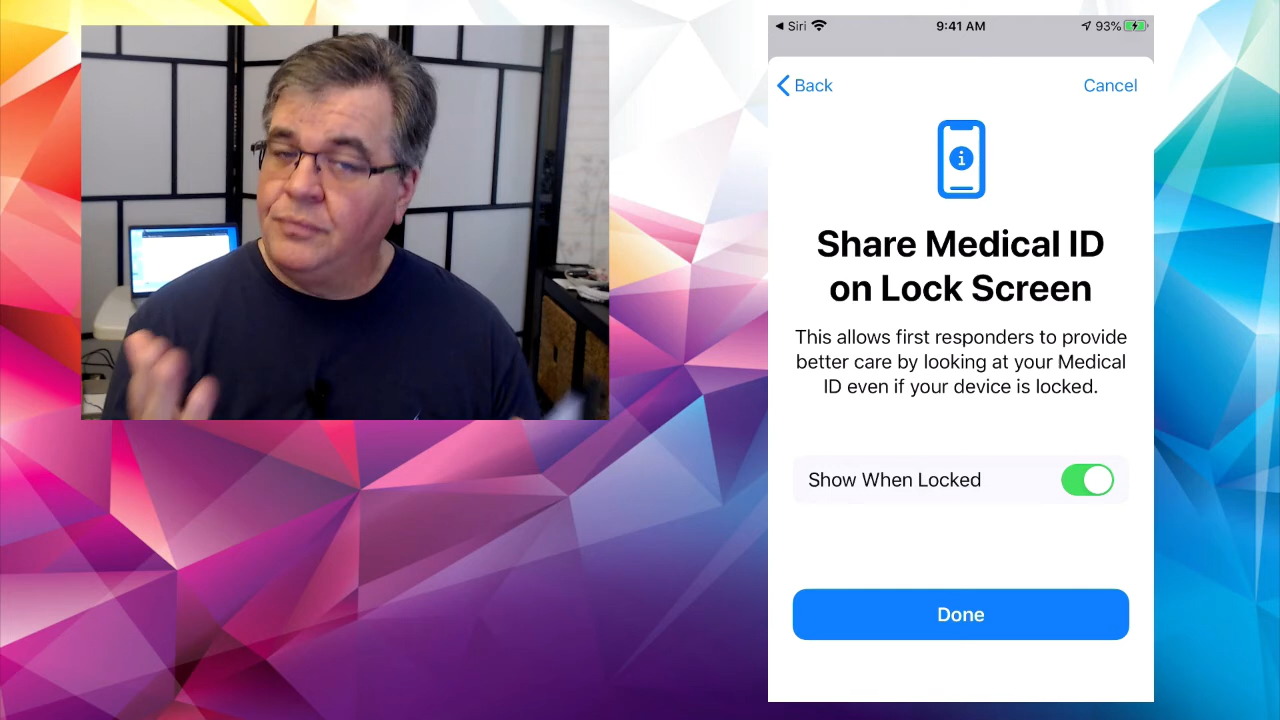 Siri
9:41 AM
93%
Back
Cancel
Share Medical ID
on Lock Screen
This allows first responders to provide
better care by looking at your Medical
ID even if your device is locked.
Show When Locked
Done